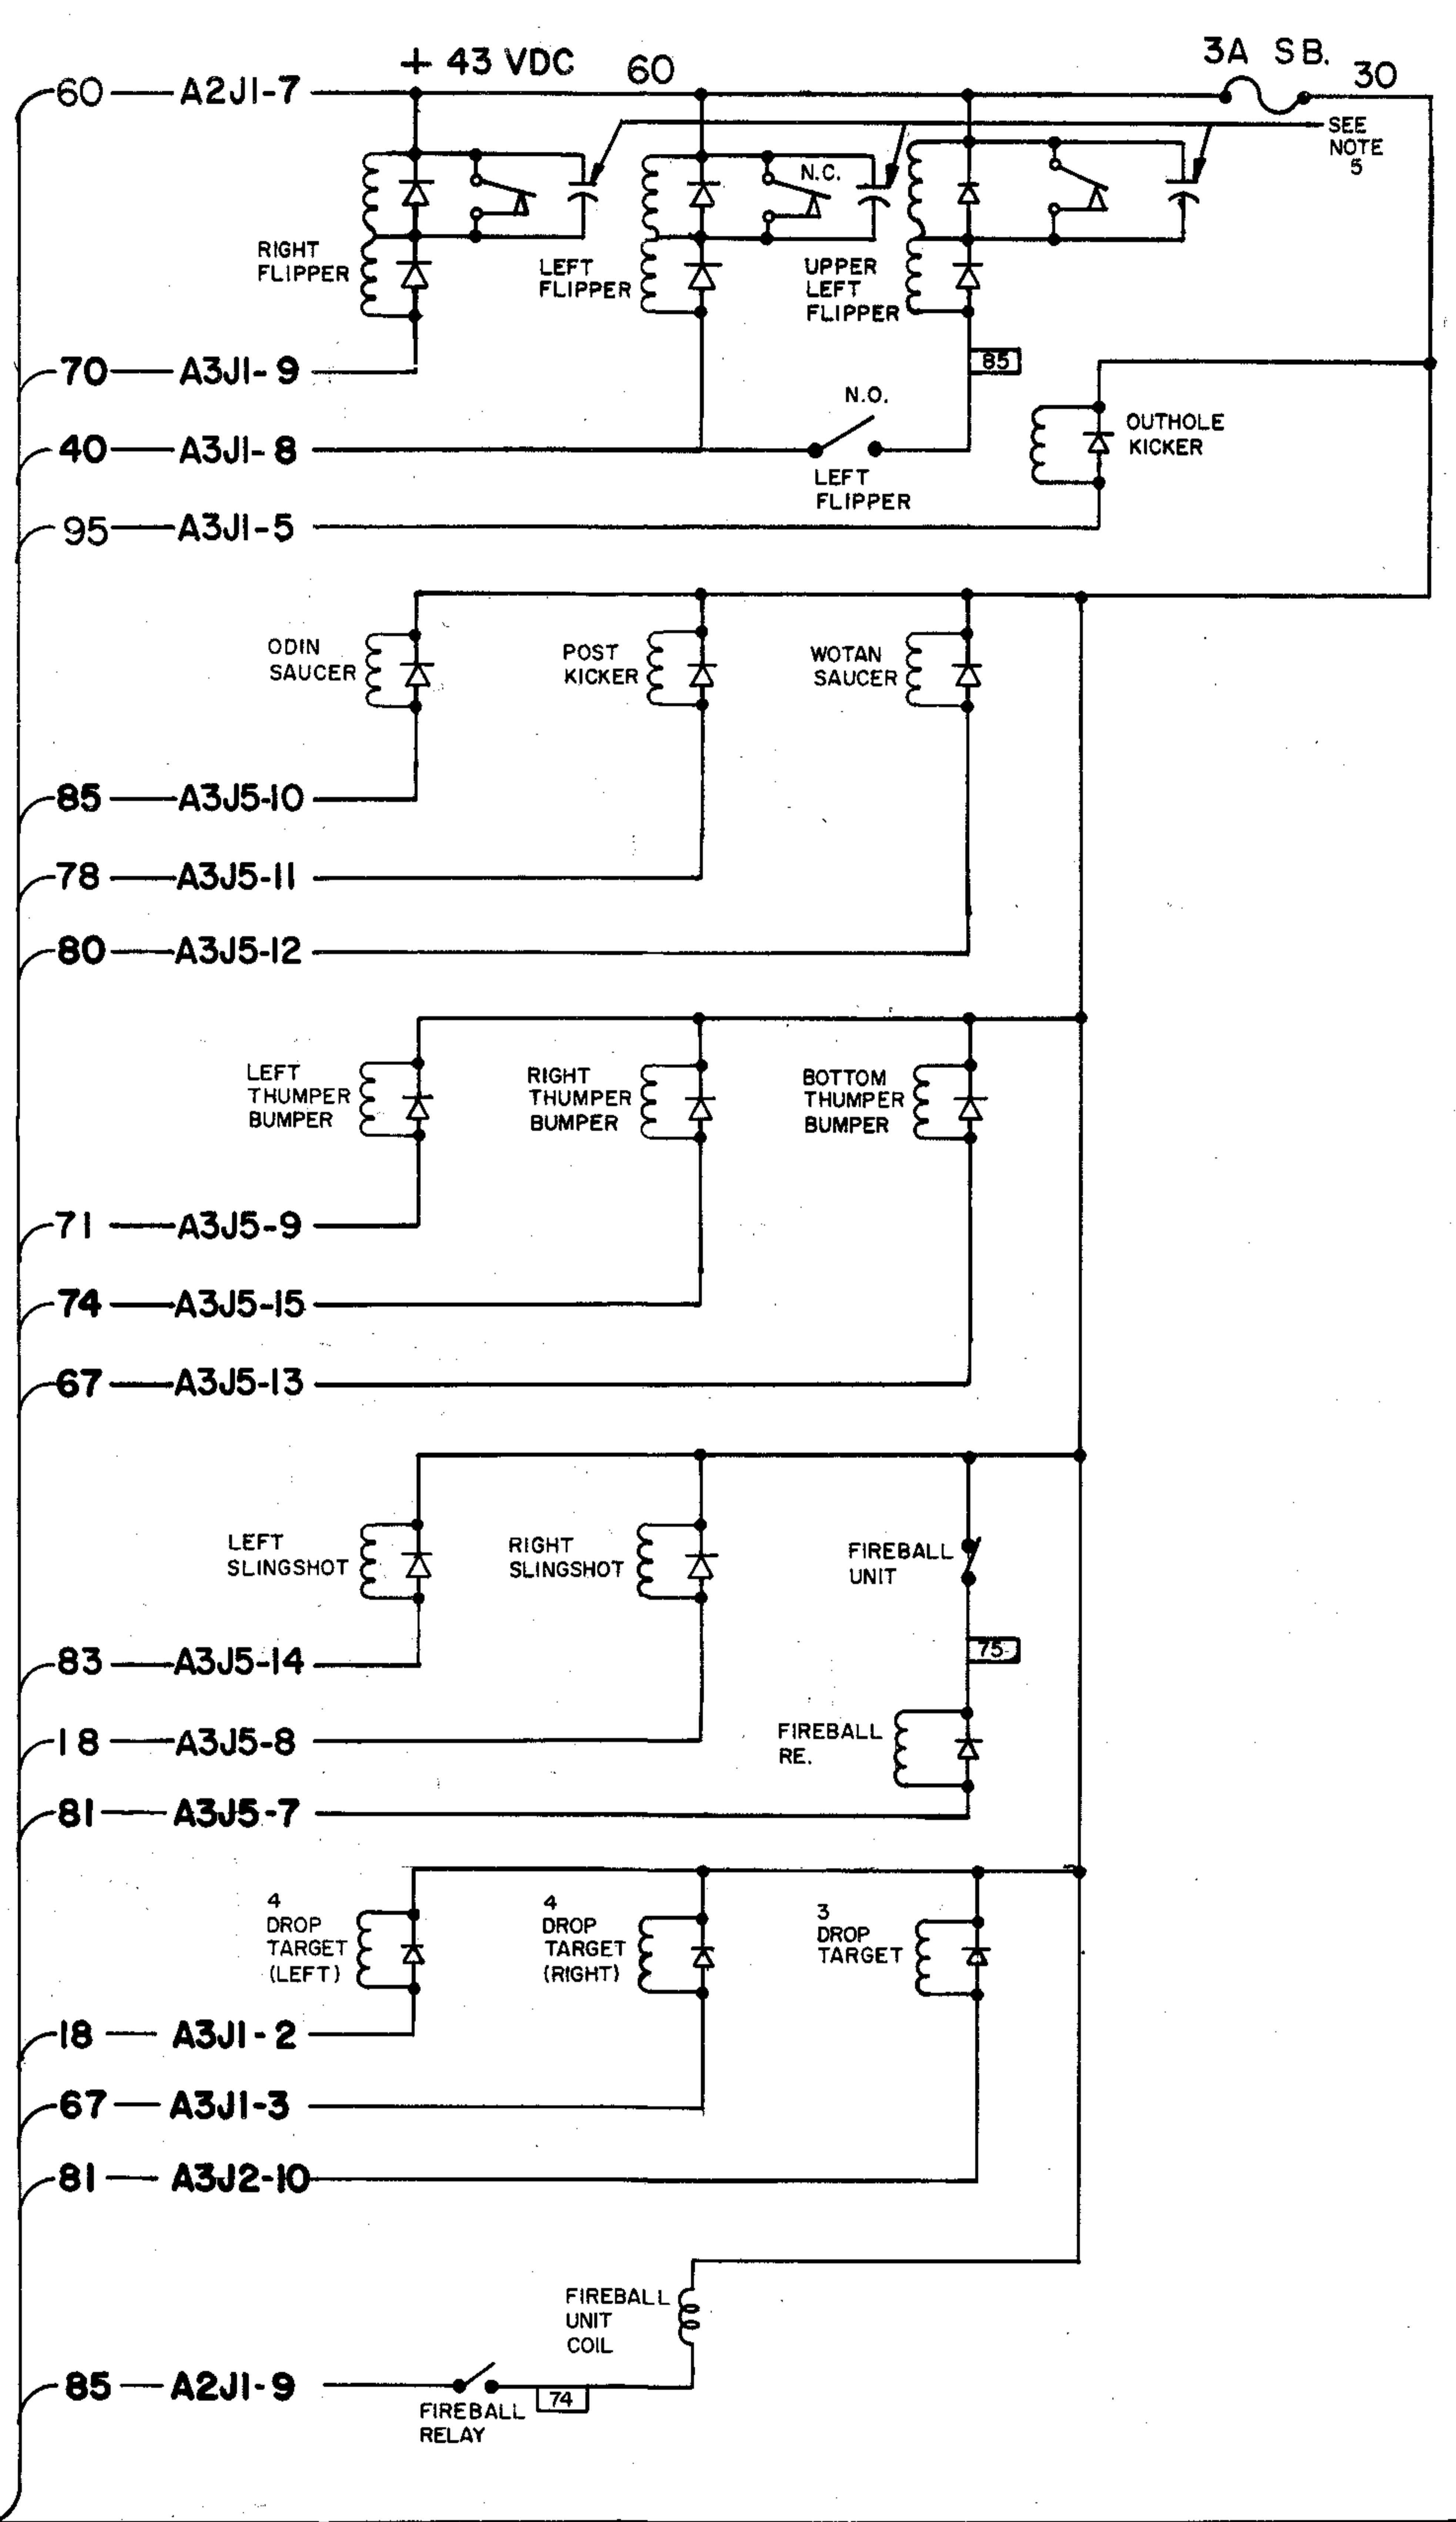 + 43 VDC
60
3A SB.
30
60 A2J1-7
SEE
NOTE
5
N.C.
RIGHT
FLIPPER
LEFT
FLIPPER
UPPER
LEFT
FLIPPER
70 A3J1-9
85
N.O.
OUTHOLE
KICKER
40 A3J1-8
LEFT
FLIPPER
95 A3J1-5
ODIN
SAUCER
POST
KICKER
WOTAN
SAUCER
85 A3J5-10
78 A3J5-11
80 A3J5-12
LEFT
THUMPER
BUMPER
RIGHT
THUMPER
BUMPER
BOTTOM
THUMPER
BUMPER
71 A3J5-9
74 A3J5-15
67 A3J5-13
LEFT
SLINGSHOT
RIGHT
SLINGSHOT
FIREBALL
UNIT
83 A3J5-14
75
18 A3J5-8
FIREBALL
RE.
81 A3J5-7
4
DROP
TARGET
(LEFT)
4
DROP
TARGET
(RIGHT)
3
DROP
TARGET
18 A3J1-2
67 A3J1-3
81 A3J2-10
FIREBALL
UNIT
COIL
85 A2J1-9
74
FIREBALL
RELAY